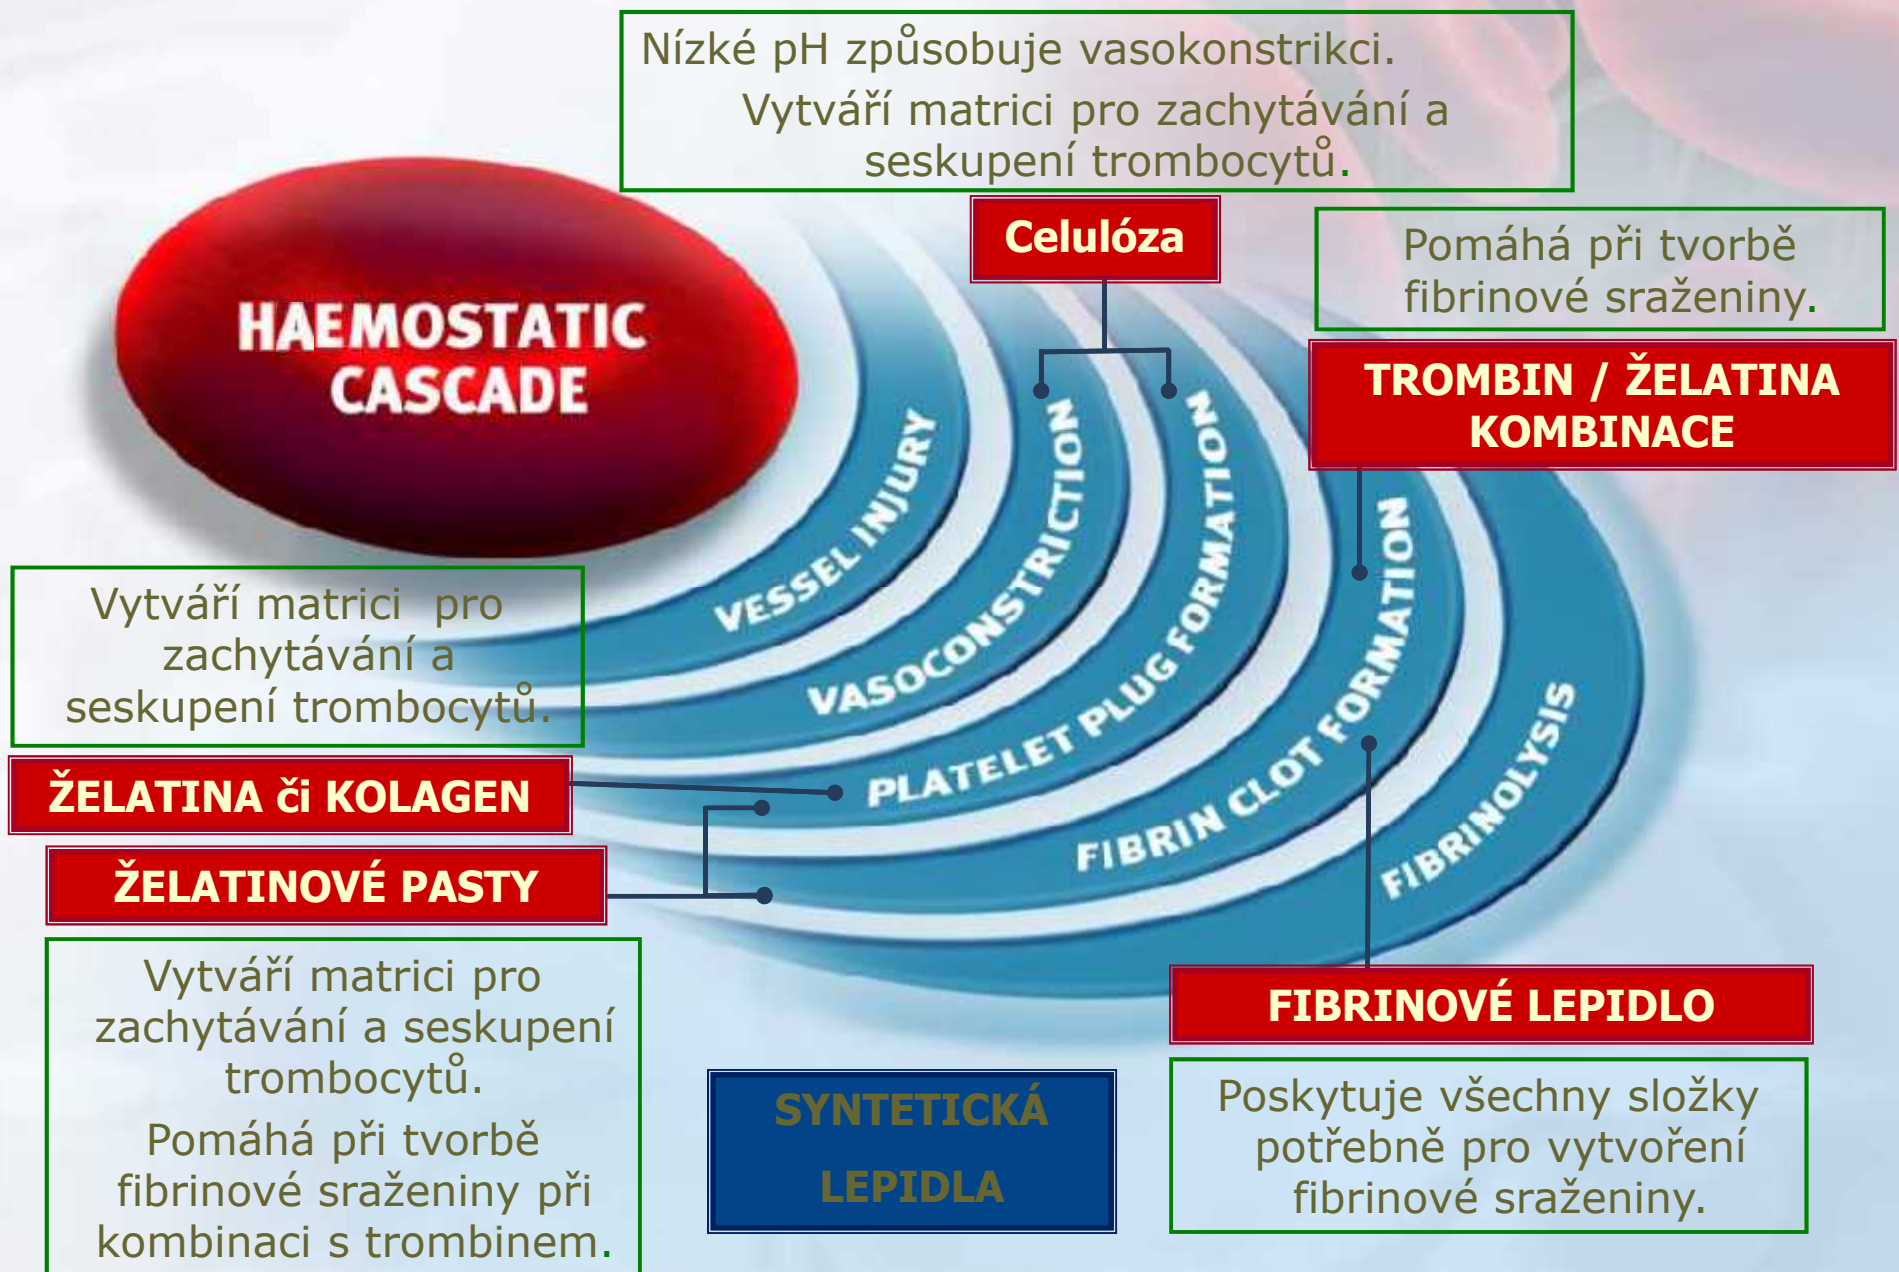 Nízké pH způsobuje vasokonstrikci.
Vytváří matrici pro zachytávání a
seskupení trombocytů.
Celulóza
Pomáhá při tvorbě
fibrinové sraženiny.
TROMBIN / ŽELATINA
KOMBINACE
HAEMOSTATIC
CASCADE
VESSEL INJURY
VASOCONSTRICTION
PLATELET PLUG FORMATION
FIBRIN CLOT FORMATION
FIBRINOLYSIS
Vytváří matrici pro
zachytávání a
seskupení trombocytů.
ŽELATINA či KOLAGEN
ŽELATINOVÉ PASTY
Vytváří matrici pro
zachytávání a seskupení
trombocytů.
Pomáhá při tvorbě
fibrinové sraženiny při
kombinaci s trombinem.
SYNTETICKÁ
LEPIDLA
FIBRINOVÉ LEPIDLO
Poskytuje všechny složky
potřebně pro vytvoření
fibrinové sraženiny.